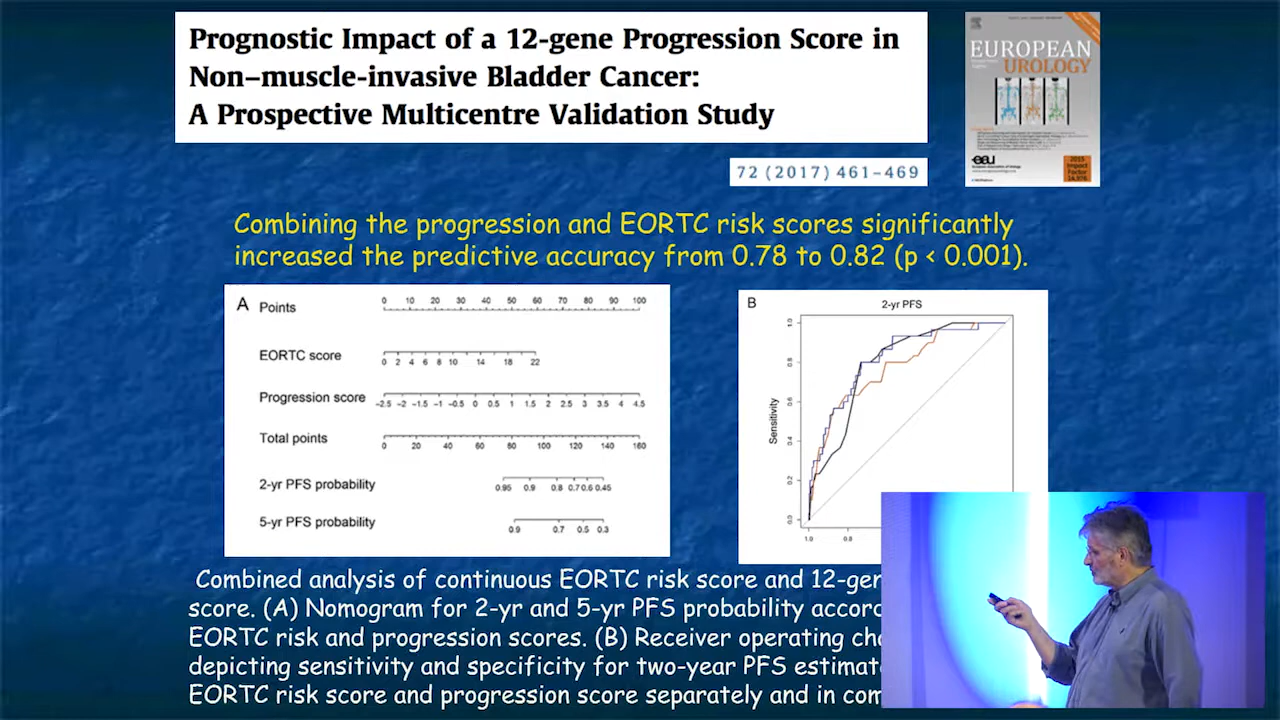 Prognostic Impact of a 12-gene Progression Score in
Non–muscle-invasive Bladder Cancer:
A Prospective Multicentre Validation Study
EUROPEAN
UROLOGY
eau
2015
Impact
Factor
72 (2017) 461–469
Combining the progression and EORTC risk scores significantly
increased the predictive accuracy from 0.78 to 0.82 (p < 0.001).
A
Points
0 10 20 30 40 50 60 70 80 90 100
EORTC score
0 2 4 6 8 10 14 18 22
Progression score
−2.5 −2 −1.5 −1 −0.5 0 0.5 1 1.5 2 2.5 3 3.5 4 4.5
Total points
0 20 40 60 80 100 120 140 160
2-yr PFS probability
0.95 0.9 0.8 0.7 0.6 0.45
5-yr PFS probability
0.9 0.7 0.5 0.3
B
2-yr PFS
Sensitivity
1.0
0.8
0.6
0.4
0.2
0.0
1.0 0.8
Combined analysis of continuous EORTC risk score and 12-gen
score. (A) Nomogram for 2-yr and 5-yr PFS probability accor
EORTC risk and progression scores. (B) Receiver operating cha
depicting sensitivity and specificity for two-year PFS estimat
EORTC risk score and progression score separately and in com